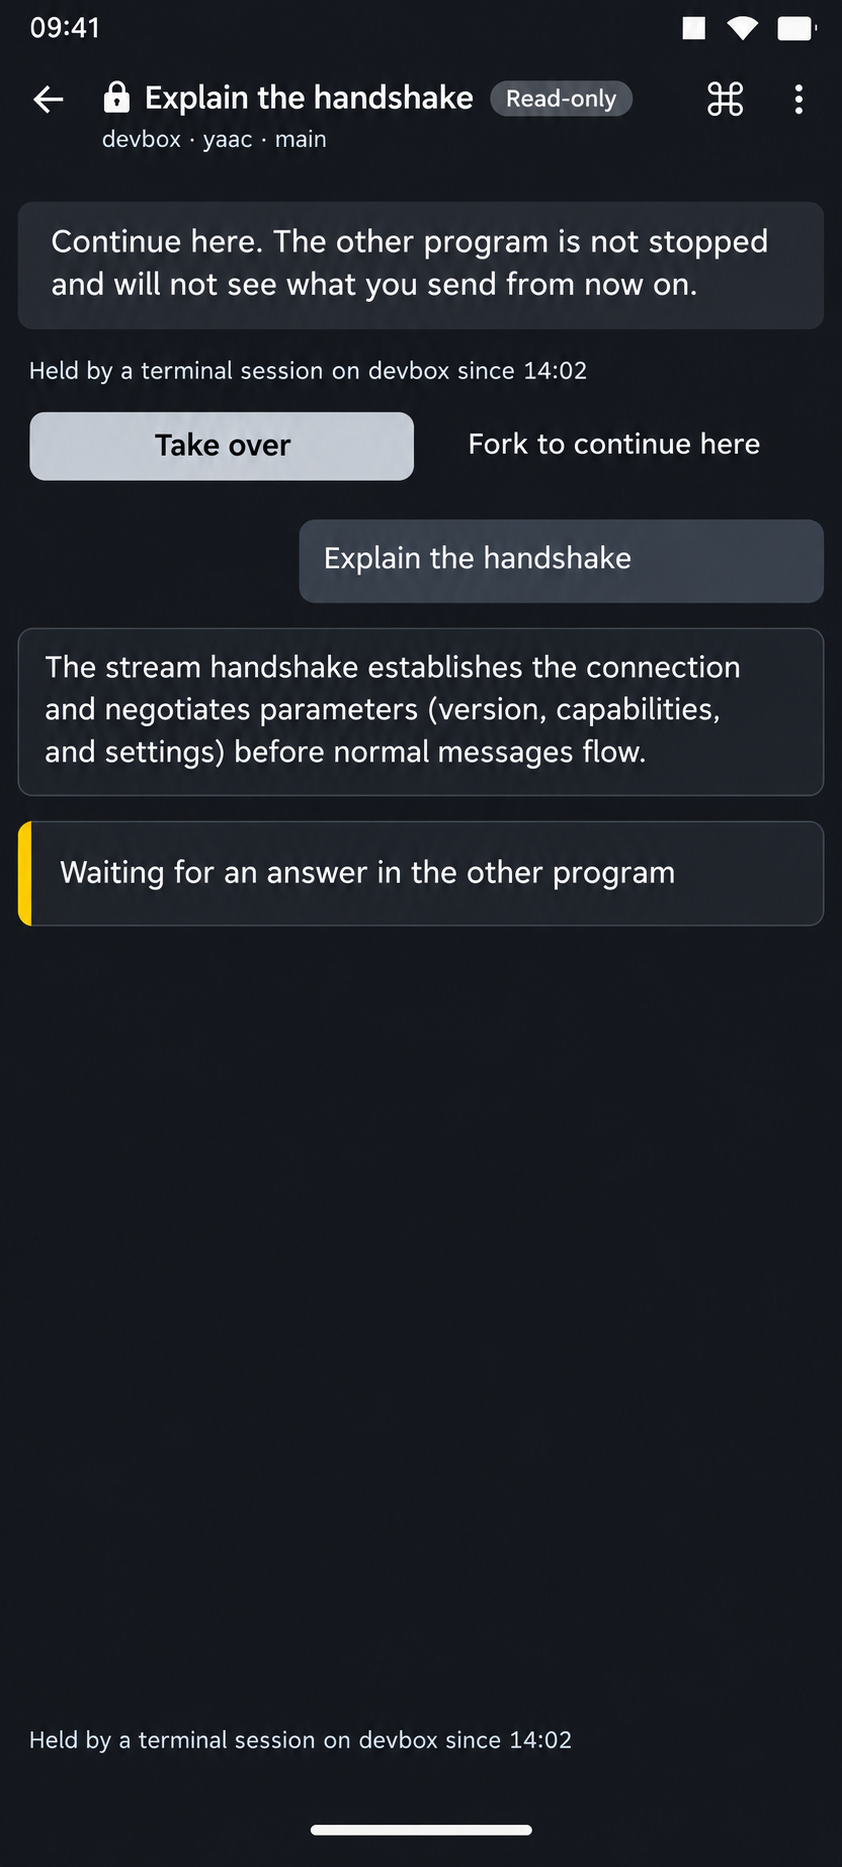 09:41
Explain the handshake
Read-only
devbox · yaac · main
Continue here. The other program is not stopped
and will not see what you send from now on.
Held by a terminal session on devbox since 14:02
Take over
Fork to continue here
Explain the handshake
The stream handshake establishes the connection
and negotiates parameters (version, capabilities,
and settings) before normal messages flow.
Waiting for an answer in the other program
Held by a terminal session on devbox since 14:02